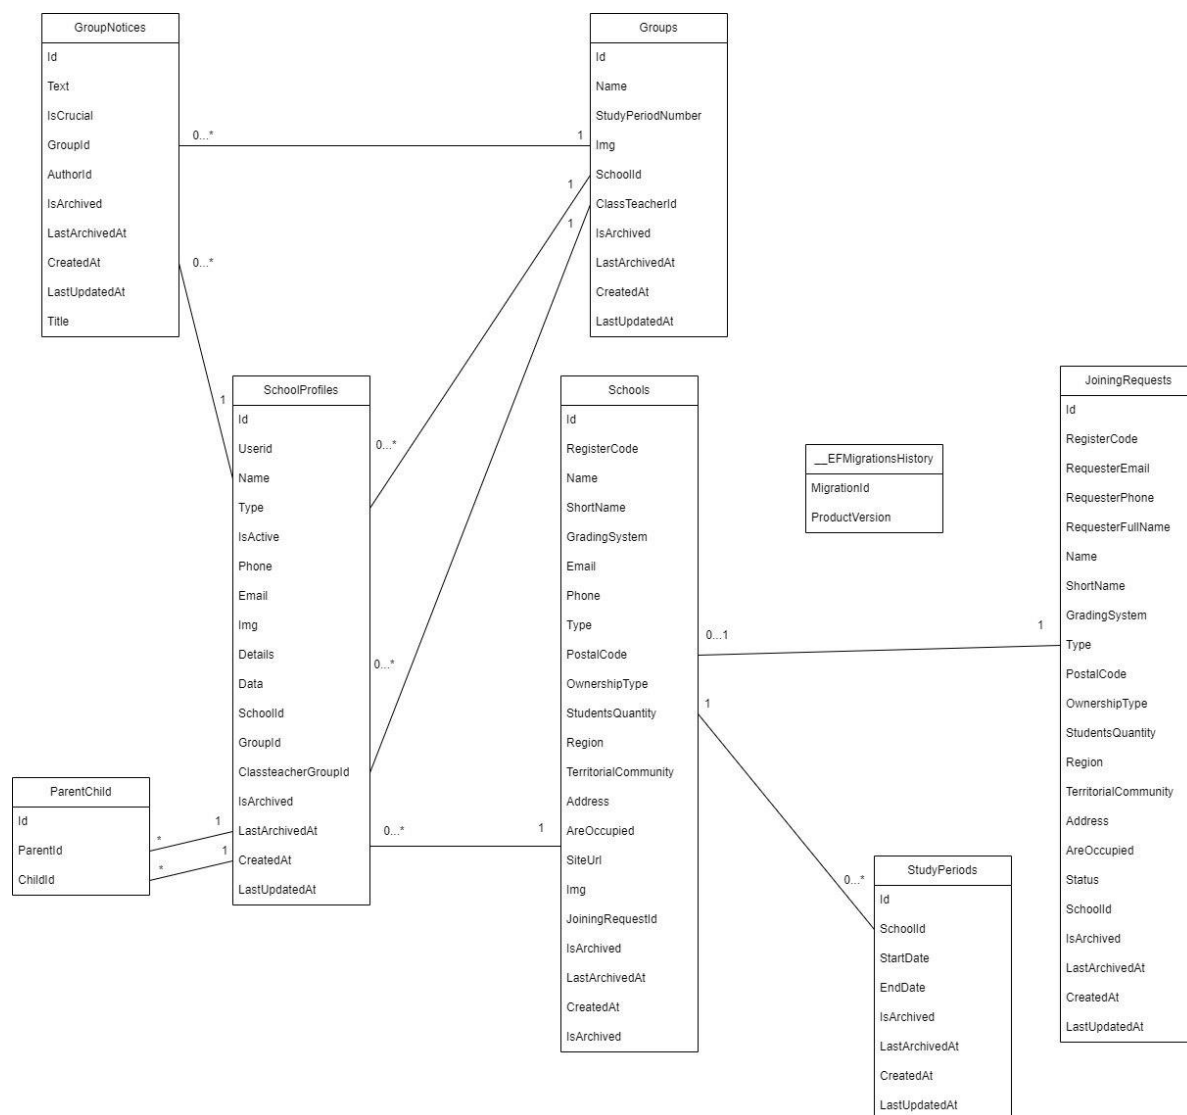 GroupNotices
Id
Text
IsCrucial
GroupId
AuthorId
IsArchived
LastArchivedAt
CreatedAt
LastUpdatedAt
Title
0...*
1
0...*
1
Groups
Id
Name
StudyPeriodNumber
Img
SchoolId
ClassTeacherId
IsArchived
LastArchivedAt
CreatedAt
LastUpdatedAt
1
1
SchoolProfiles
Id
Userid
Name
Type
IsActive
Phone
Email
Img
Details
Data
SchoolId
GroupId
ClassteacherGroupId
IsArchived
LastArchivedAt
CreatedAt
LastUpdatedAt
0...*
0...*
0...*
1
Schools
Id
RegisterCode
Name
ShortName
GradingSystem
Email
Phone
Type
PostalCode
OwnershipType
StudentsQuantity
Region
TerritorialCommunity
Address
AreOccupied
SiteUrl
Img
JoiningRequestId
IsArchived
LastArchivedAt
CreatedAt
IsArchived
0...1
1
1
0...*
__EFMigrationsHistory
MigrationId
ProductVersion
JoiningRequests
Id
RegisterCode
RequesterEmail
RequesterPhone
RequesterFullName
Name
ShortName
GradingSystem
Type
PostalCode
OwnershipType
StudentsQuantity
Region
TerritorialCommunity
Address
AreOccupied
Status
SchoolId
IsArchived
LastArchivedAt
CreatedAt
LastUpdatedAt
ParentChild
Id
ParentId
ChildId
*
1
*
1
StudyPeriods
Id
SchoolId
StartDate
EndDate
IsArchived
LastArchivedAt
CreatedAt
LastUpdatedAt